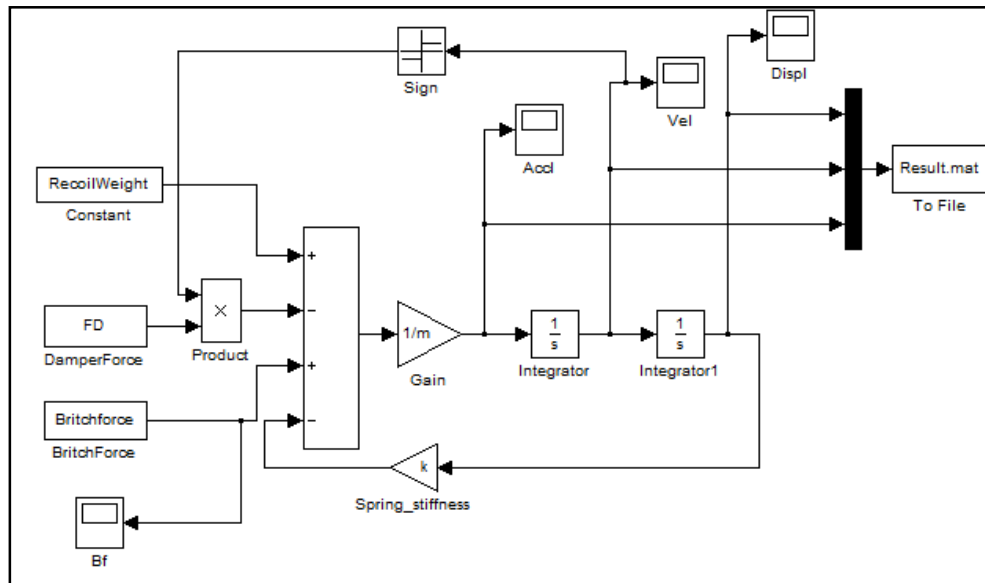 Sign
Displ
Vel
Accl
RecoilWeight
Constant
Result.mat
To File
+
FD
DamperForce
×
Product
−
1/m
Gain
1
s
Integrator
1
s
Integrator1
+
Britchforce
BritchForce
−
k
Spring_stiffness
Bf